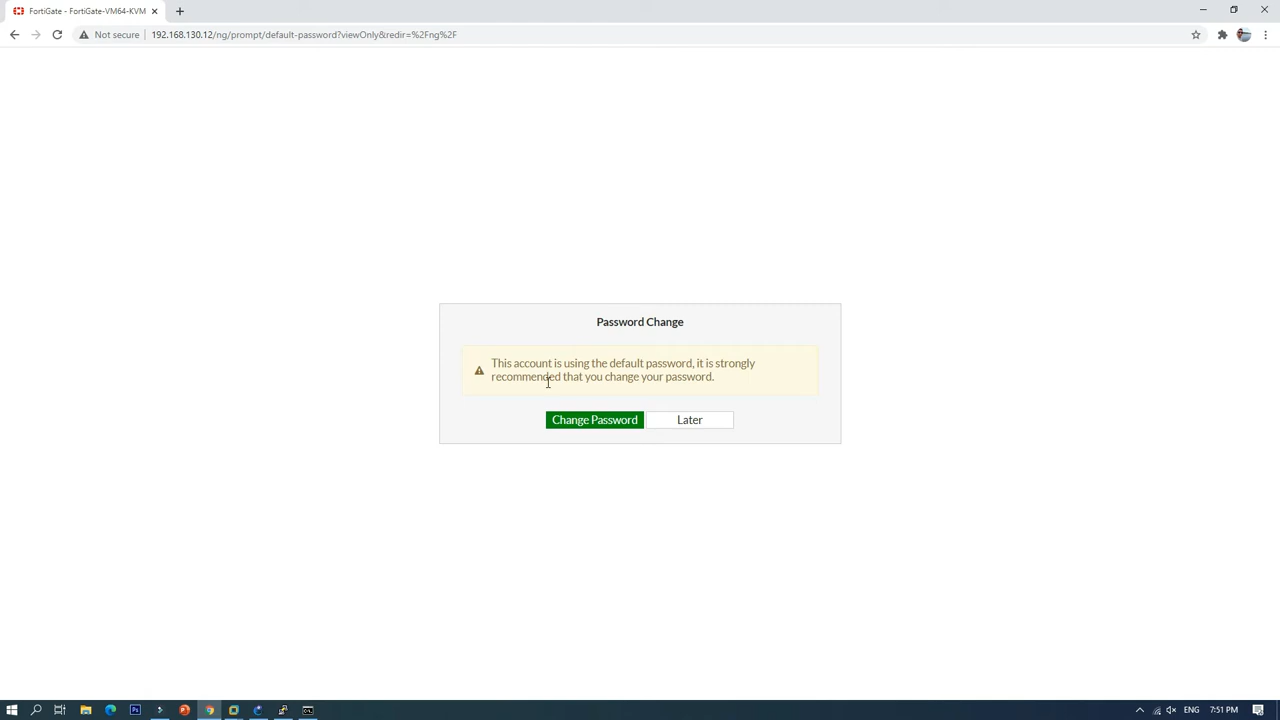 FortiGate - FortiGate-VM64-KVM
Not secure
192.168.130.12/ng/prompt/default-password?viewOnly&redir=%2Fng%2F
Password Change
This account is using the default password, it is strongly
recommended that you change your password.
Change Password
Later
ENG
7:51 PM